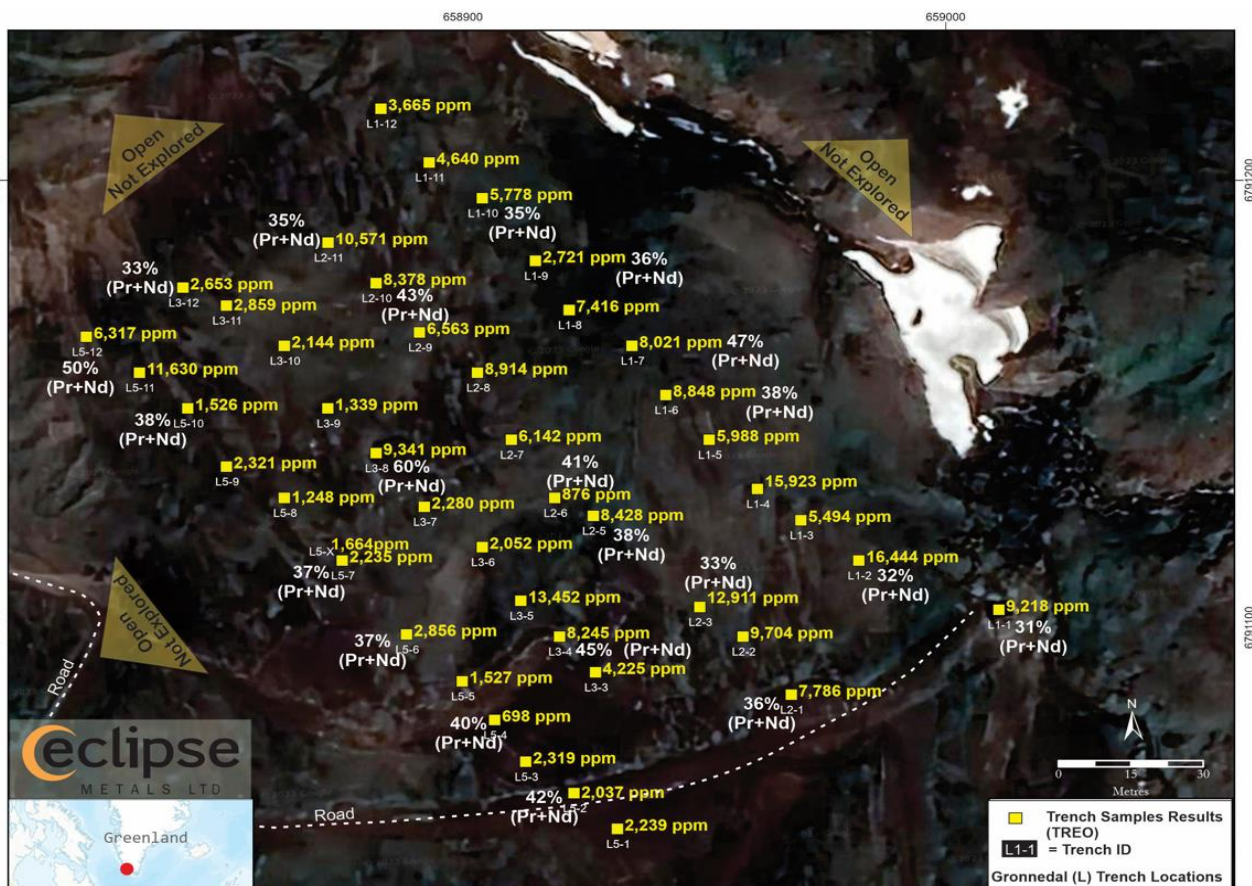 658900
659000
3,665 ppm
L1-12
Open
Not Explored
4,640 ppm
L1-11
Open
Not Explored
6791200
5,778 ppm
L1-10
35%
(Pr+Nd)
35%
(Pr+Nd)
10,571 ppm
L2-11
2,721 ppm
L1-9
36%
(Pr+Nd)
33%
(Pr+Nd)
2,653 ppm
L3-12
8,378 ppm
L2-10
43%
(Pr+Nd)
2,859 ppm
L3-11
7,416 ppm
L1-8
6,317 ppm
L5-12
6,563 ppm
L2-9
2,144 ppm
L3-10
8,021 ppm
L1-7
47%
(Pr+Nd)
50%
(Pr+Nd)
11,630 ppm
L5-11
8,914 ppm
L2-8
8,848 ppm
L1-6
38%
(Pr+Nd)
1,526 ppm
L5-10
38%
(Pr+Nd)
1,339 ppm
L3-9
6,142 ppm
L2-7
5,988 ppm
L1-5
9,341 ppm
L3-8
60%
(Pr+Nd)
2,321 ppm
L5-9
41%
(Pr+Nd)
876 ppm
L2-6
15,923 ppm
L1-4
1,248 ppm
L5-8
2,280 ppm
L3-7
8,428 ppm
L2-5
38%
(Pr+Nd)
5,494 ppm
L1-3
L5-X
1,664ppm
2,235 ppm
L5-7
37%
(Pr+Nd)
2,052 ppm
L3-6
33%
(Pr+Nd)
16,444 ppm
L1-2
32%
(Pr+Nd)
13,452 ppm
L3-5
12,911 ppm
L2-3
9,218 ppm
L1-1
31%
(Pr+Nd)
6791100
Open
Not Explored
2,856 ppm
L5-6
37%
(Pr+Nd)
8,245 ppm
L3-4
45%
(Pr+Nd)
9,704 ppm
L2-2
4,225 ppm
L3-3
1,527 ppm
L5-5
7,786 ppm
L2-1
36%
(Pr+Nd)
Road
698 ppm
L5-4
40%
(Pr+Nd)
N
eclipse
METALS LTD
2,319 ppm
L5-3
0 15 30
Metres
2,037 ppm
42%
(Pr+Nd)
Road
2,239 ppm
L5-1
Greenland
Trench Samples Results
(TREO)
L1-1 = Trench ID
Gronnedal (L) Trench Locations